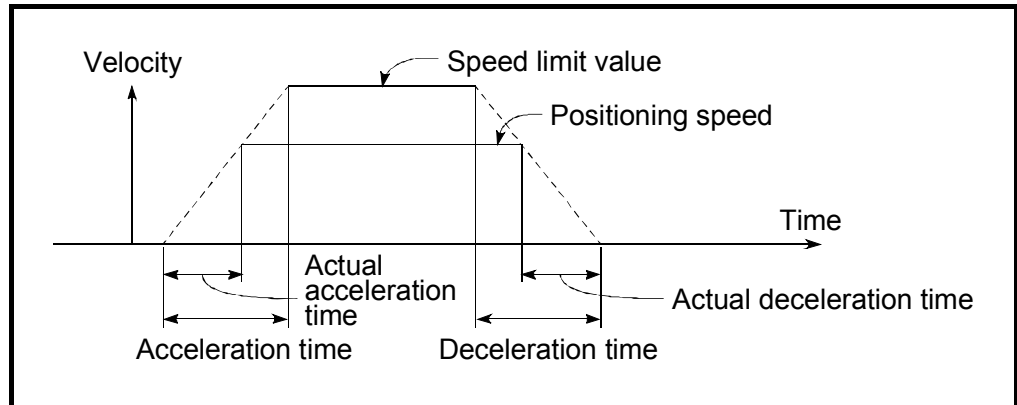 Speed limit value
Velocity
Positioning speed
Time
Actual
acceleration
time
Actual deceleration time
Acceleration time
Deceleration time